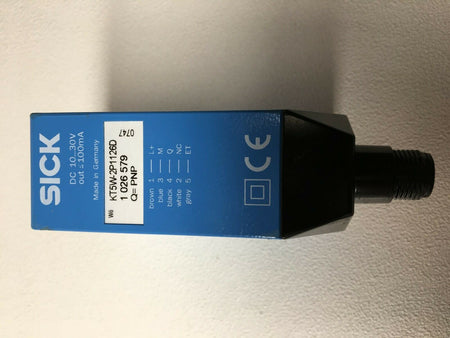 SICK
DC 10...30V
out ≤100mA
Made in Germany
0747
KT5W-2P1126D
1 026 579
Q= PNP
brown 1 — L+
blue 3 — M
black 4 — Q
white 2 — NC
gray 5 — ET
CE